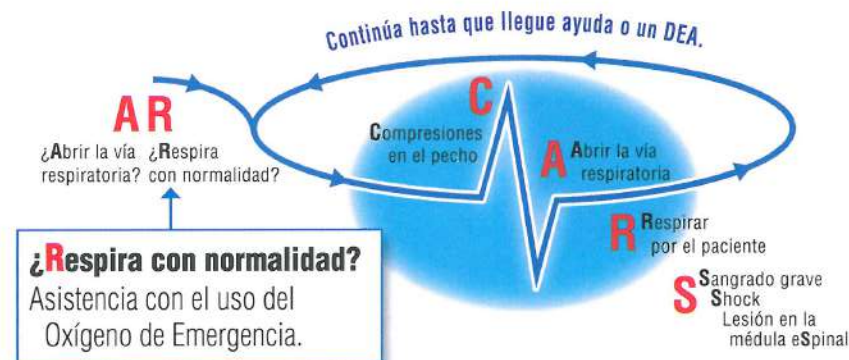 Continúa hasta que llegue ayuda o un DEA.
A R
¿Abrir la vía
respiratoria?
¿Respira
con normalidad?
C
Compresiones
en el pecho
A
Abrir la vía
respiratoria
R
Respirar
por el paciente
S
Sangrado grave
Shock
Lesión en la
médula eSpinal
¿Respira con normalidad?
Asistencia con el uso del
Oxígeno de Emergencia.